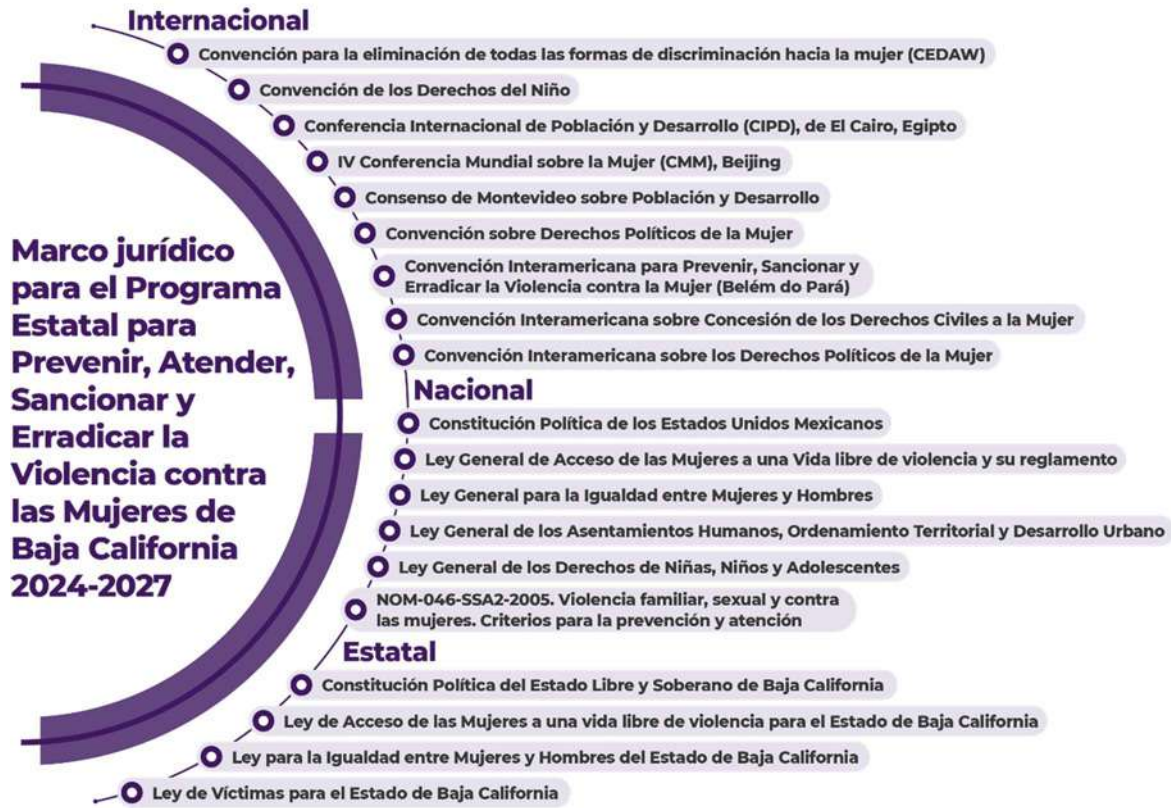 Internacional
Convención para la eliminación de todas las formas de discriminación hacia la mujer (CEDAW)
Convención de los Derechos del Niño
Conferencia Internacional de Población y Desarrollo (CIPD), de El Cairo, Egipto
IV Conferencia Mundial sobre la Mujer (CMM), Beijing
Consenso de Montevideo sobre Población y Desarrollo
Convención sobre Derechos Políticos de la Mujer
Convención Interamericana para Prevenir, Sancionar y
Erradicar la Violencia contra la Mujer (Belém do Pará)
Convención Interamericana sobre Concesión de los Derechos Civiles a la Mujer
Convención Interamericana sobre los Derechos Políticos de la Mujer
Marco jurídico
para el Programa
Estatal para
Prevenir, Atender,
Sancionar y
Erradicar la
Violencia contra
las Mujeres de
Baja California
2024-2027
Nacional
Constitución Política de los Estados Unidos Mexicanos
Ley General de Acceso de las Mujeres a una Vida libre de violencia y su reglamento
Ley General para la Igualdad entre Mujeres y Hombres
Ley General de los Asentamientos Humanos, Ordenamiento Territorial y Desarrollo Urbano
Ley General de los Derechos de Niñas, Niños y Adolescentes
NOM-046-SSA2-2005. Violencia familiar, sexual y contra
las mujeres. Criterios para la prevención y atención
Estatal
Constitución Política del Estado Libre y Soberano de Baja California
Ley de Acceso de las Mujeres a una vida libre de violencia para el Estado de Baja California
Ley para la Igualdad entre Mujeres y Hombres del Estado de Baja California
Ley de Víctimas para el Estado de Baja California